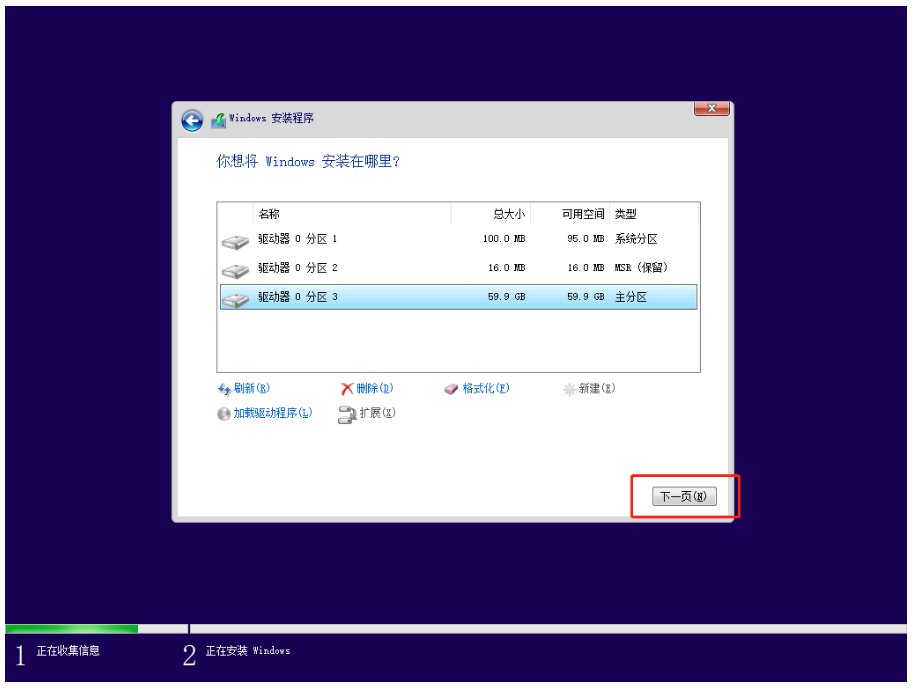 Windows 安装程序
你想将 Windows 安装在哪里?
名称 总大小 可用空间 类型
驱动器 0 分区 1 100.0 MB 95.0 MB 系统分区
驱动器 0 分区 2 16.0 MB 16.0 MB MSR (保留)
驱动器 0 分区 3 59.9 GB 59.9 GB 主分区
刷新(R) 删除(D) 格式化(F) 新建(E)
加载驱动程序(L) 扩展(X)
下一页(N)
1 正在收集信息 2 正在安装 Windows